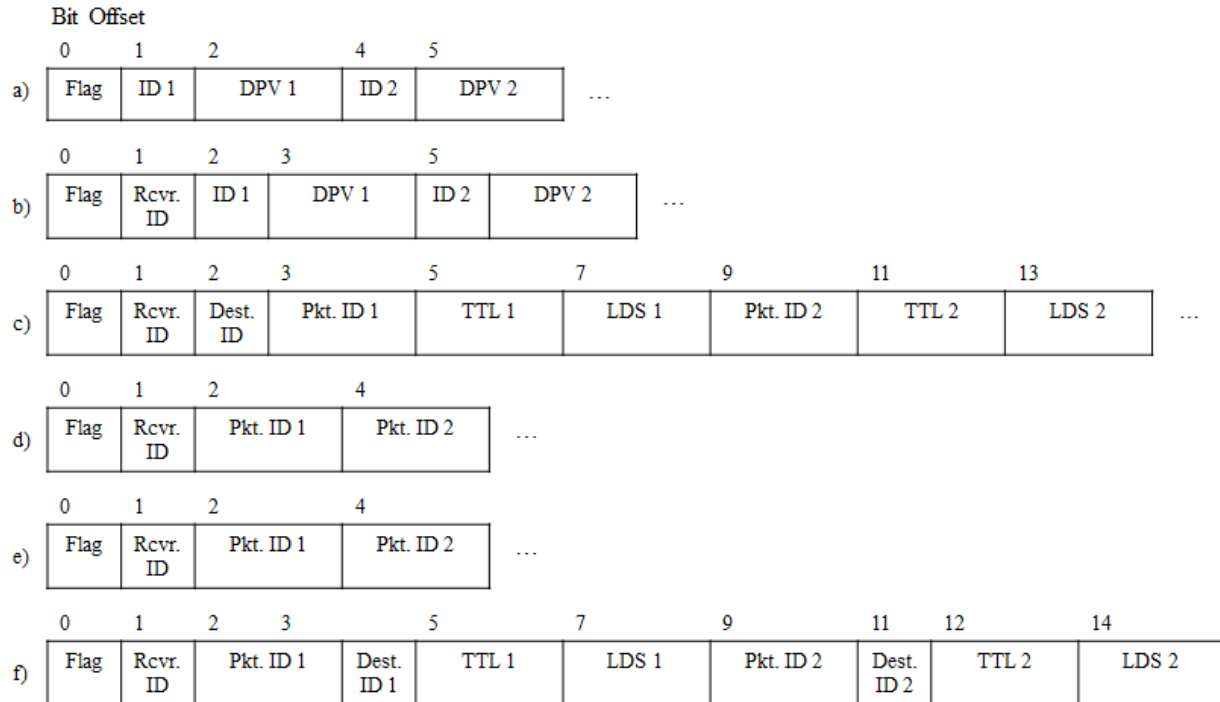 Bit Offset
0 1 2 4 5
a) Flag ID 1 DPV 1 ID 2 DPV 2 ...
0 1 2 3 5
b) Flag Rcvr. ID ID 1 DPV 1 ID 2 DPV 2 ...
0 1 2 3 5 7 9 11 13
c) Flag Rcvr. ID Dest. ID Pkt. ID 1 TTL 1 LDS 1 Pkt. ID 2 TTL 2 LDS 2 ...
0 1 2 4
d) Flag Rcvr. ID Pkt. ID 1 Pkt. ID 2 ...
0 1 2 4
e) Flag Rcvr. ID Pkt. ID 1 Pkt. ID 2 ...
0 1 2 3 5 7 9 11 12 14
f) Flag Rcvr. ID Pkt. ID 1 Dest. ID 1 TTL 1 LDS 1 Pkt. ID 2 Dest. ID 2 TTL 2 LDS 2